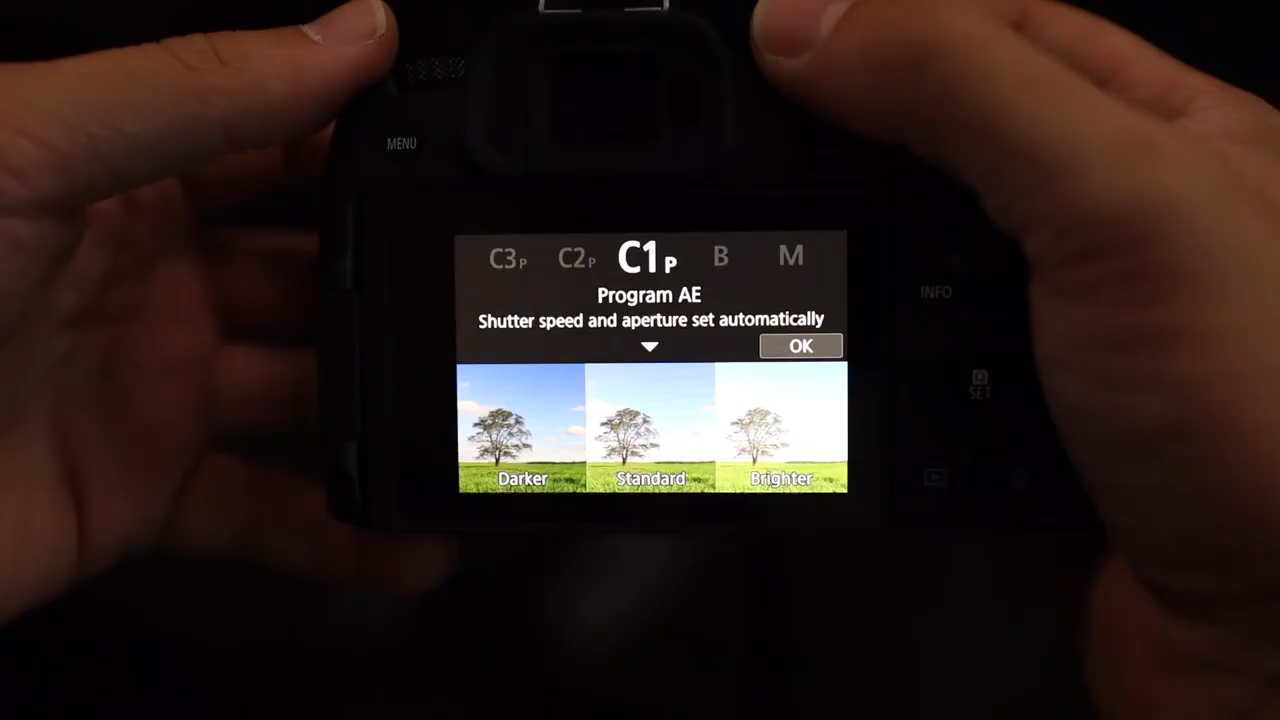 MENU
C3P C2P C1P B M
Program AE
Shutter speed and aperture set automatically
OK
INFO
Q
SET
Darker Standard Brighter